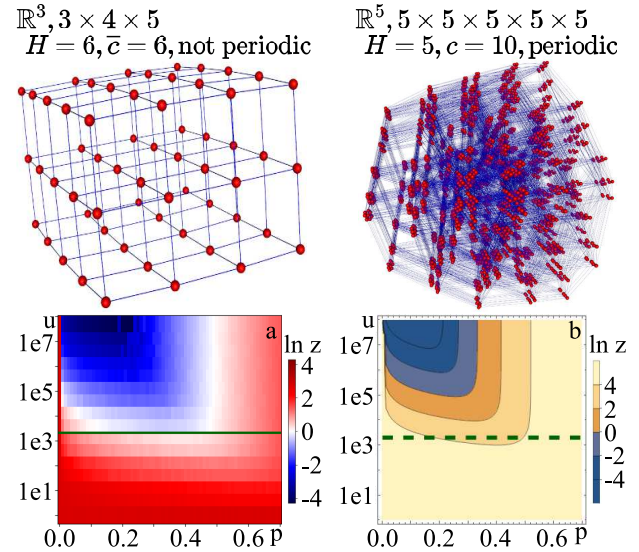 ℝ³, 3 × 4 × 5
H = 6, c̅ = 6, not periodic
ℝ⁵, 5 × 5 × 5 × 5 × 5
H = 5, c = 10, periodic
u
a
ln z
1e7
1e5
1e3
1e1
4
2
0
-2
-4
0.0
0.2
0.4
0.6
p
u
b
ln z
1e7
1e5
1e3
1e1
4
2
0
-2
-4
0.0
0.2
0.4
0.6
p